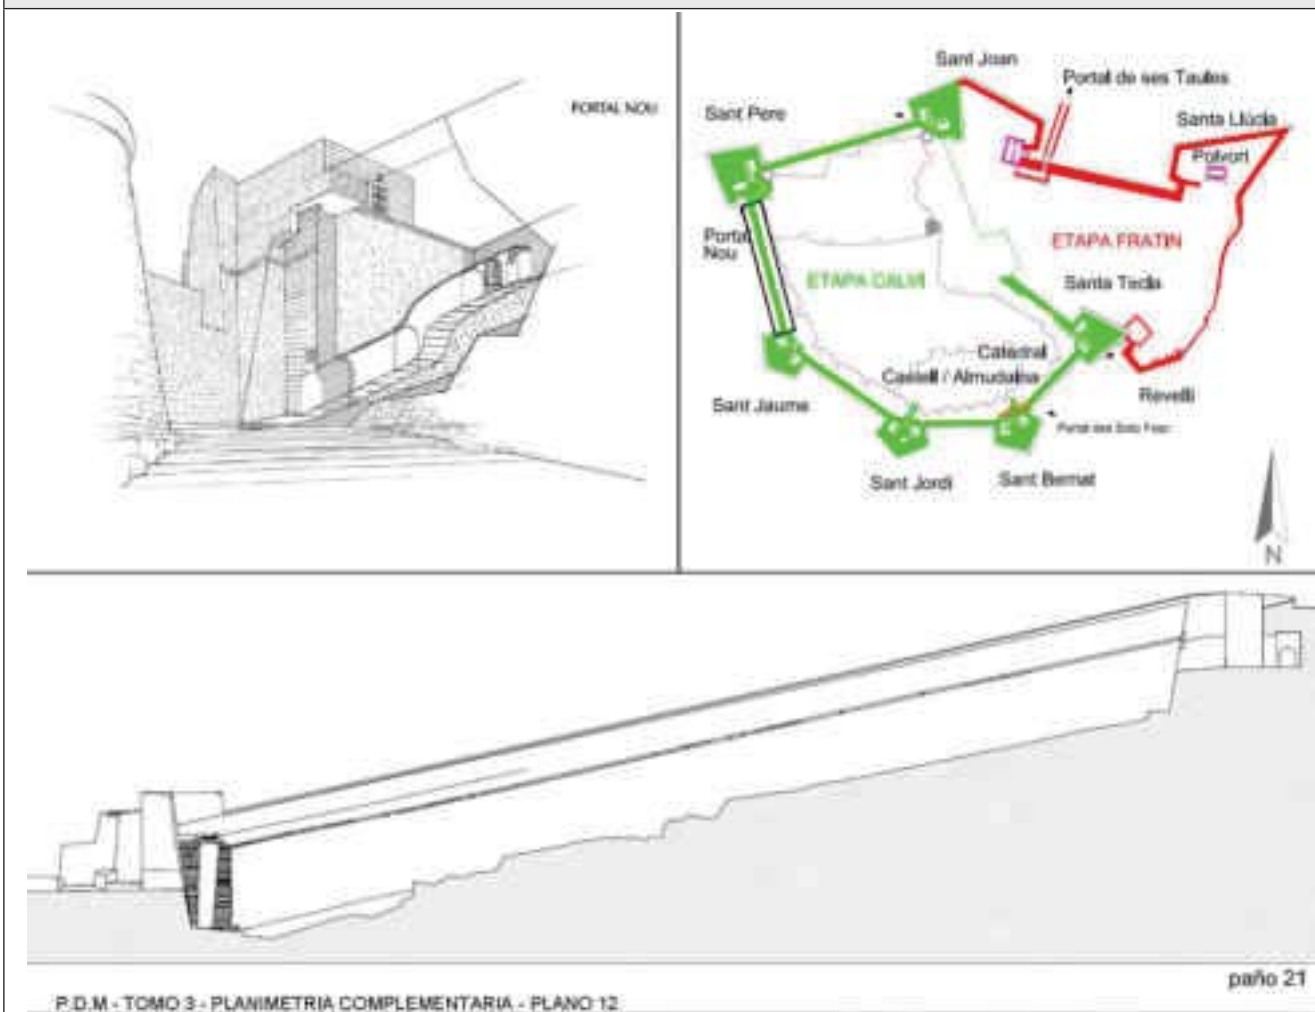 PORTAL NOU
Sant Joan
Portal de ses Taules
Sant Pere
Santa Llúcia
Polvorí
Portal
Nou
ETAPA FRATIN
ETAPA CALVI
Santa Tecla
Catedral
Castell / Almudaina
Revellí
Sant Jaume
Portal des
Sant Jordi
Sant Bernat
N
paño 21
P.D.M - TOMO 3 - PLANIMETRIA COMPLEMENTARIA - PLANO 12